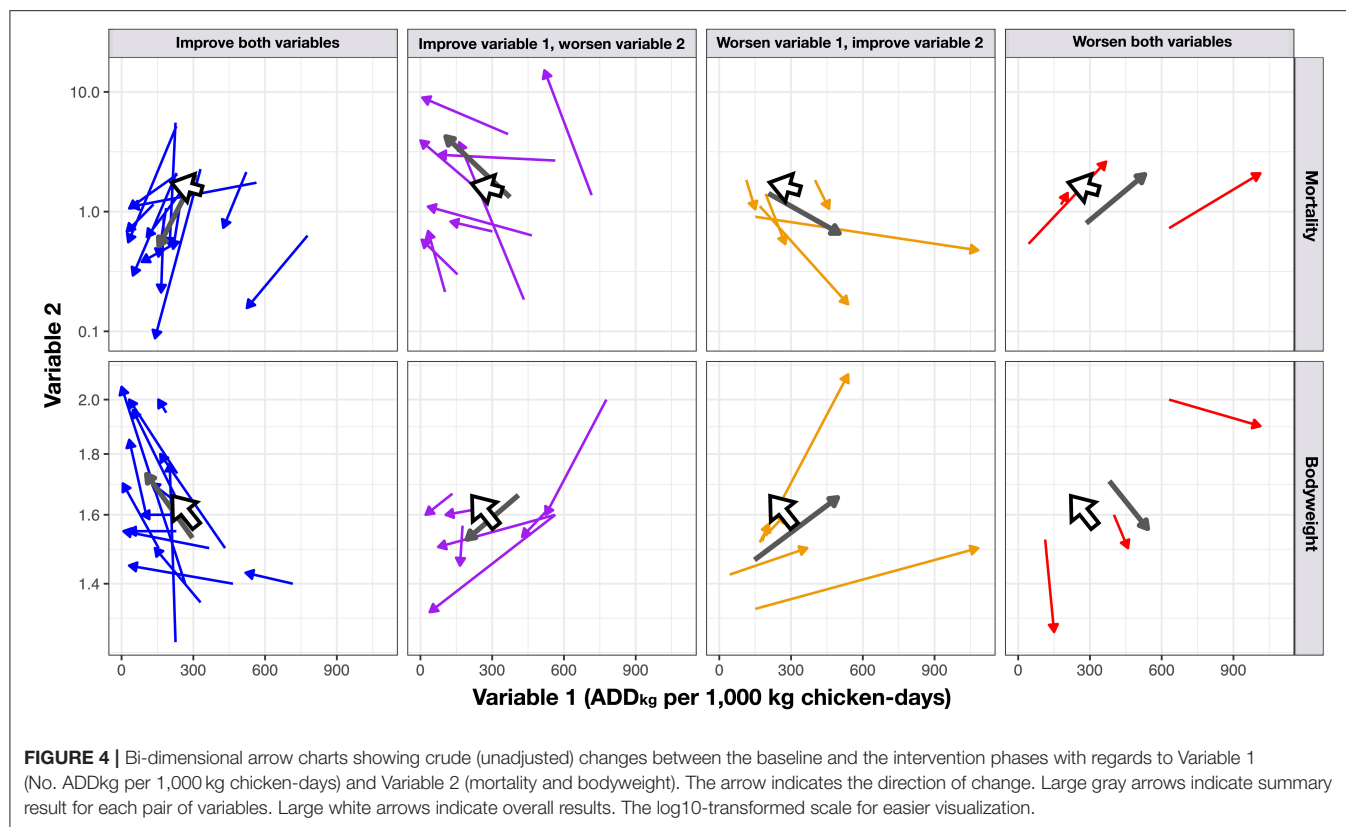 Improve both variables
Improve variable 1, worsen variable 2
Worsen variable 1, improve variable 2
Worsen both variables
10.0
1.0
0.1
Mortality
Variable 2
2.0
1.8
1.6
1.4
Bodyweight
0 300 600 900 0 300 600 900 0 300 600 900 0 300 600 900
Variable 1 (ADDkg per 1,000 kg chicken-days)
FIGURE 4 | Bi-dimensional arrow charts showing crude (unadjusted) changes between the baseline and the intervention phases with regards to Variable 1
(No. ADDkg per 1,000 kg chicken-days) and Variable 2 (mortality and bodyweight). The arrow indicates the direction of change. Large gray arrows indicate summary
result for each pair of variables. Large white arrows indicate overall results. The log10-transformed scale for easier visualization.